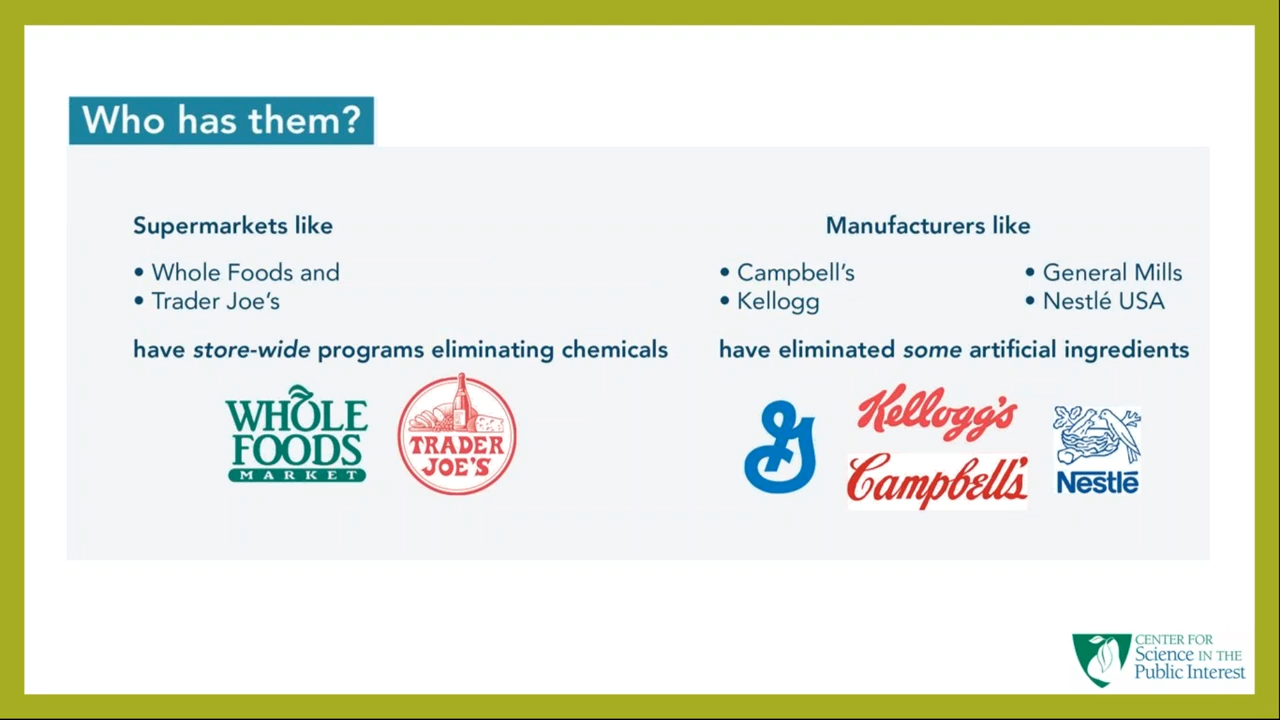 Who has them?
Supermarkets like
• Whole Foods and
• Trader Joe's
have store-wide programs eliminating chemicals
WHOLE
FOODS
MARKET
TRADER
JOE'S
Manufacturers like
• Campbell's
• Kellogg
• General Mills
• Nestlé USA
have eliminated some artificial ingredients
G
Kellogg's
Campbell's
Nestlé
CENTER FOR
Science IN THE
Public Interest